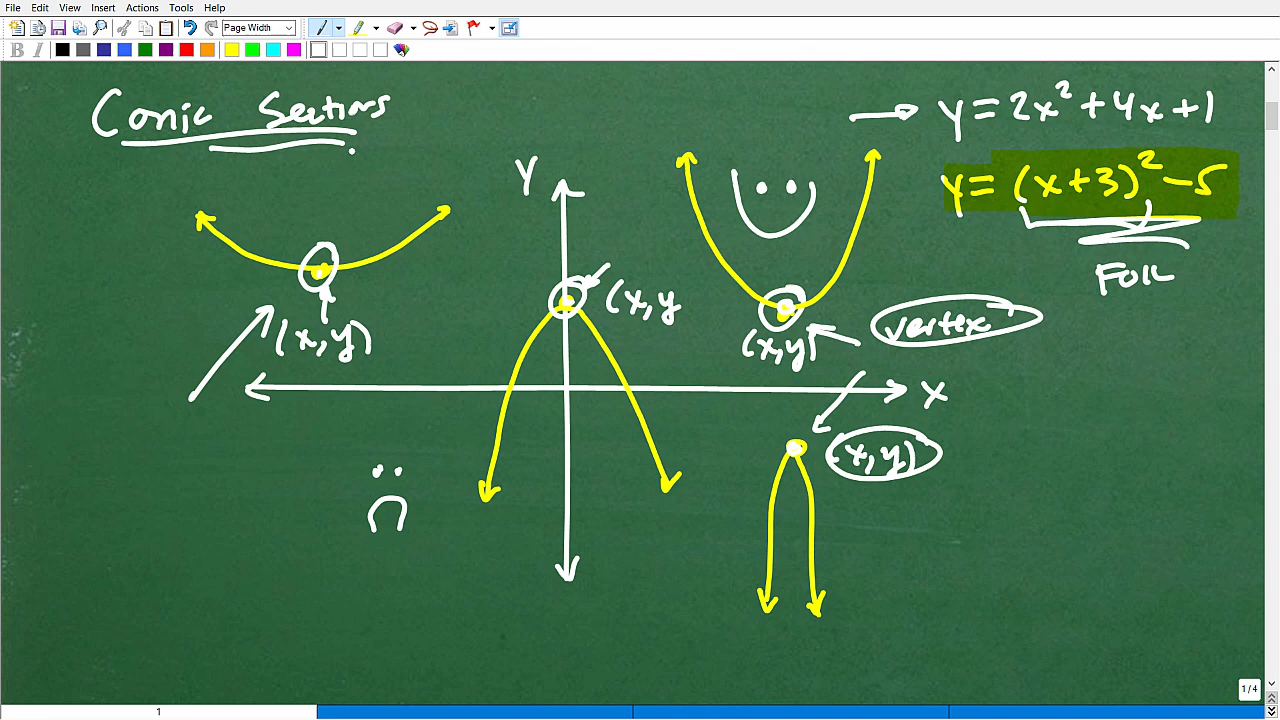 File Edit View Insert Actions Tools Help
Page Width
B I
Conic Sections
y = 2x² + 4x + 1
y = (x + 3)² - 5
FOIL
Y
(x, y
(x, y)
vertex
(x, y)
X
(x, y)
1/4
1